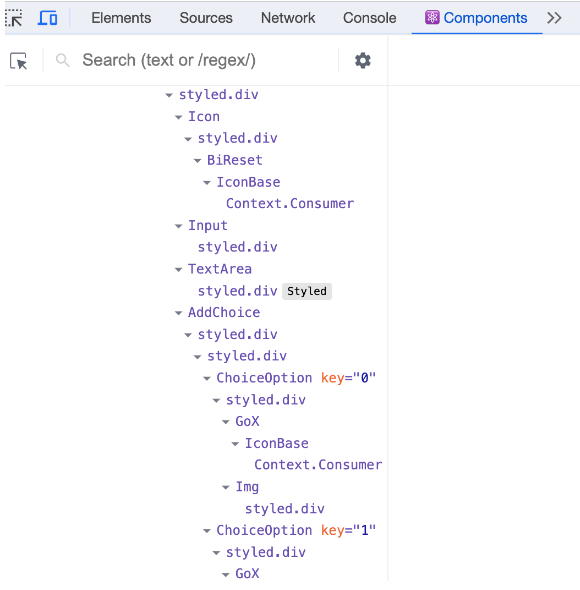 Elements Sources Network Console Components
Search (text or /regex/)
styled.div
Icon
styled.div
BiReset
IconBase
Context.Consumer
Input
styled.div
TextArea
styled.div Styled
AddChoice
styled.div
styled.div
ChoiceOption key="0"
styled.div
GoX
IconBase
Context.Consumer
Img
styled.div
ChoiceOption key="1"
styled.div
GoX